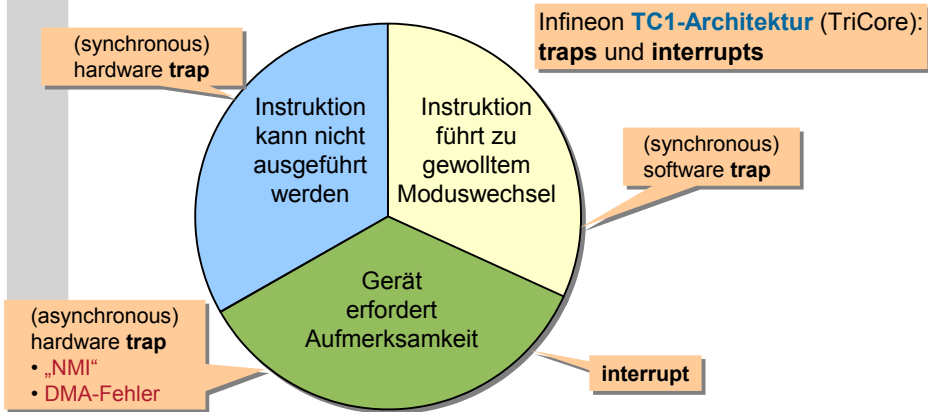 Infineon TC1-Architektur (TriCore):
traps und interrupts
(synchronous)
hardware trap
Instruktion
kann nicht
ausgeführt
werden
Instruktion
führt zu
gewolltem
Moduswechsel
(synchronous)
software trap
Gerät
erfordert
Aufmerksamkeit
(asynchronous)
hardware trap
• „NMI“
• DMA-Fehler
interrupt